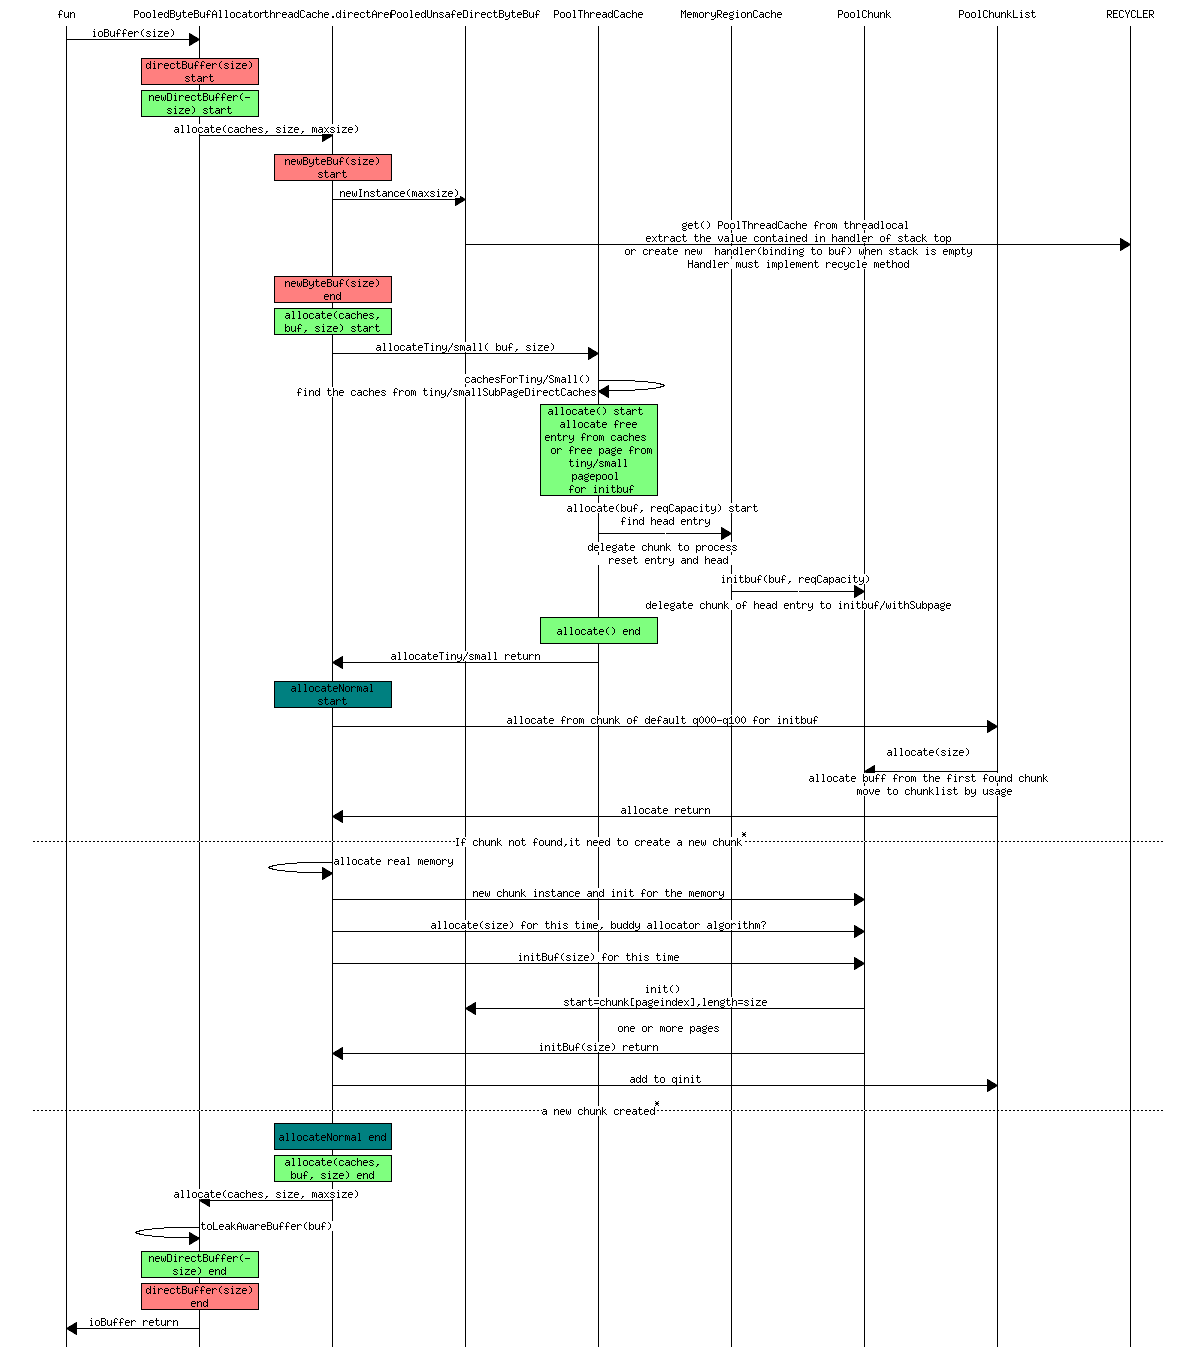 fun PooledByteBufAllocator threadCache.directArena PooledUnsafeDirectByteBuf PoolThreadCache MemoryRegionCache PoolChunk PoolChunkList RECYCLER
ioBuffer(size)
directBuffer(size)
start
newDirectBuffer(-
size) start
allocate(caches, size, maxsize)
newByteBuf(size)
start
newInstance(maxsize)
get() PoolThreadCache from threadlocal
extract the value contained in handler of stack top
or create new handler(binding to buf) when stack is empty
Handler must implement recycle method
newByteBuf(size)
end
allocate(caches,
buf, size) start
allocateTiny/small( buf, size)
cachesForTiny/Small()
find the caches from tiny/smallSubPageDirectCaches
allocate() start
allocate free
entry from caches
or free page from
tiny/small
pagepool
for initbuf
allocate(buf, reqCapacity) start
find head entry
delegate chunk to process
reset entry and head
initbuf(buf, reqCapacity)
delegate chunk of head entry to initbuf/withSubpage
allocate() end
allocateTiny/small return
allocateNormal
start
allocate from chunk of default q000-q100 for initbuf
allocate(size)
allocate buff from the first found chunk
move to chunklist by usage
allocate return
If chunk not found,it need to create a new chunk*
allocate real memory
new chunk instance and init for the memory
allocate(size) for this time, buddy allocator algorithm?
initBuf(size) for this time
init()
start=chunk[pageindex],length=size
one or more pages
initBuf(size) return
add to qinit
a new chunk created*
allocateNormal end
allocate(caches,
buf, size) end
allocate(caches, size, maxsize)
toLeakAwareBuffer(buf)
newDirectBuffer(-
size) end
directBuffer(size)
end
ioBuffer return